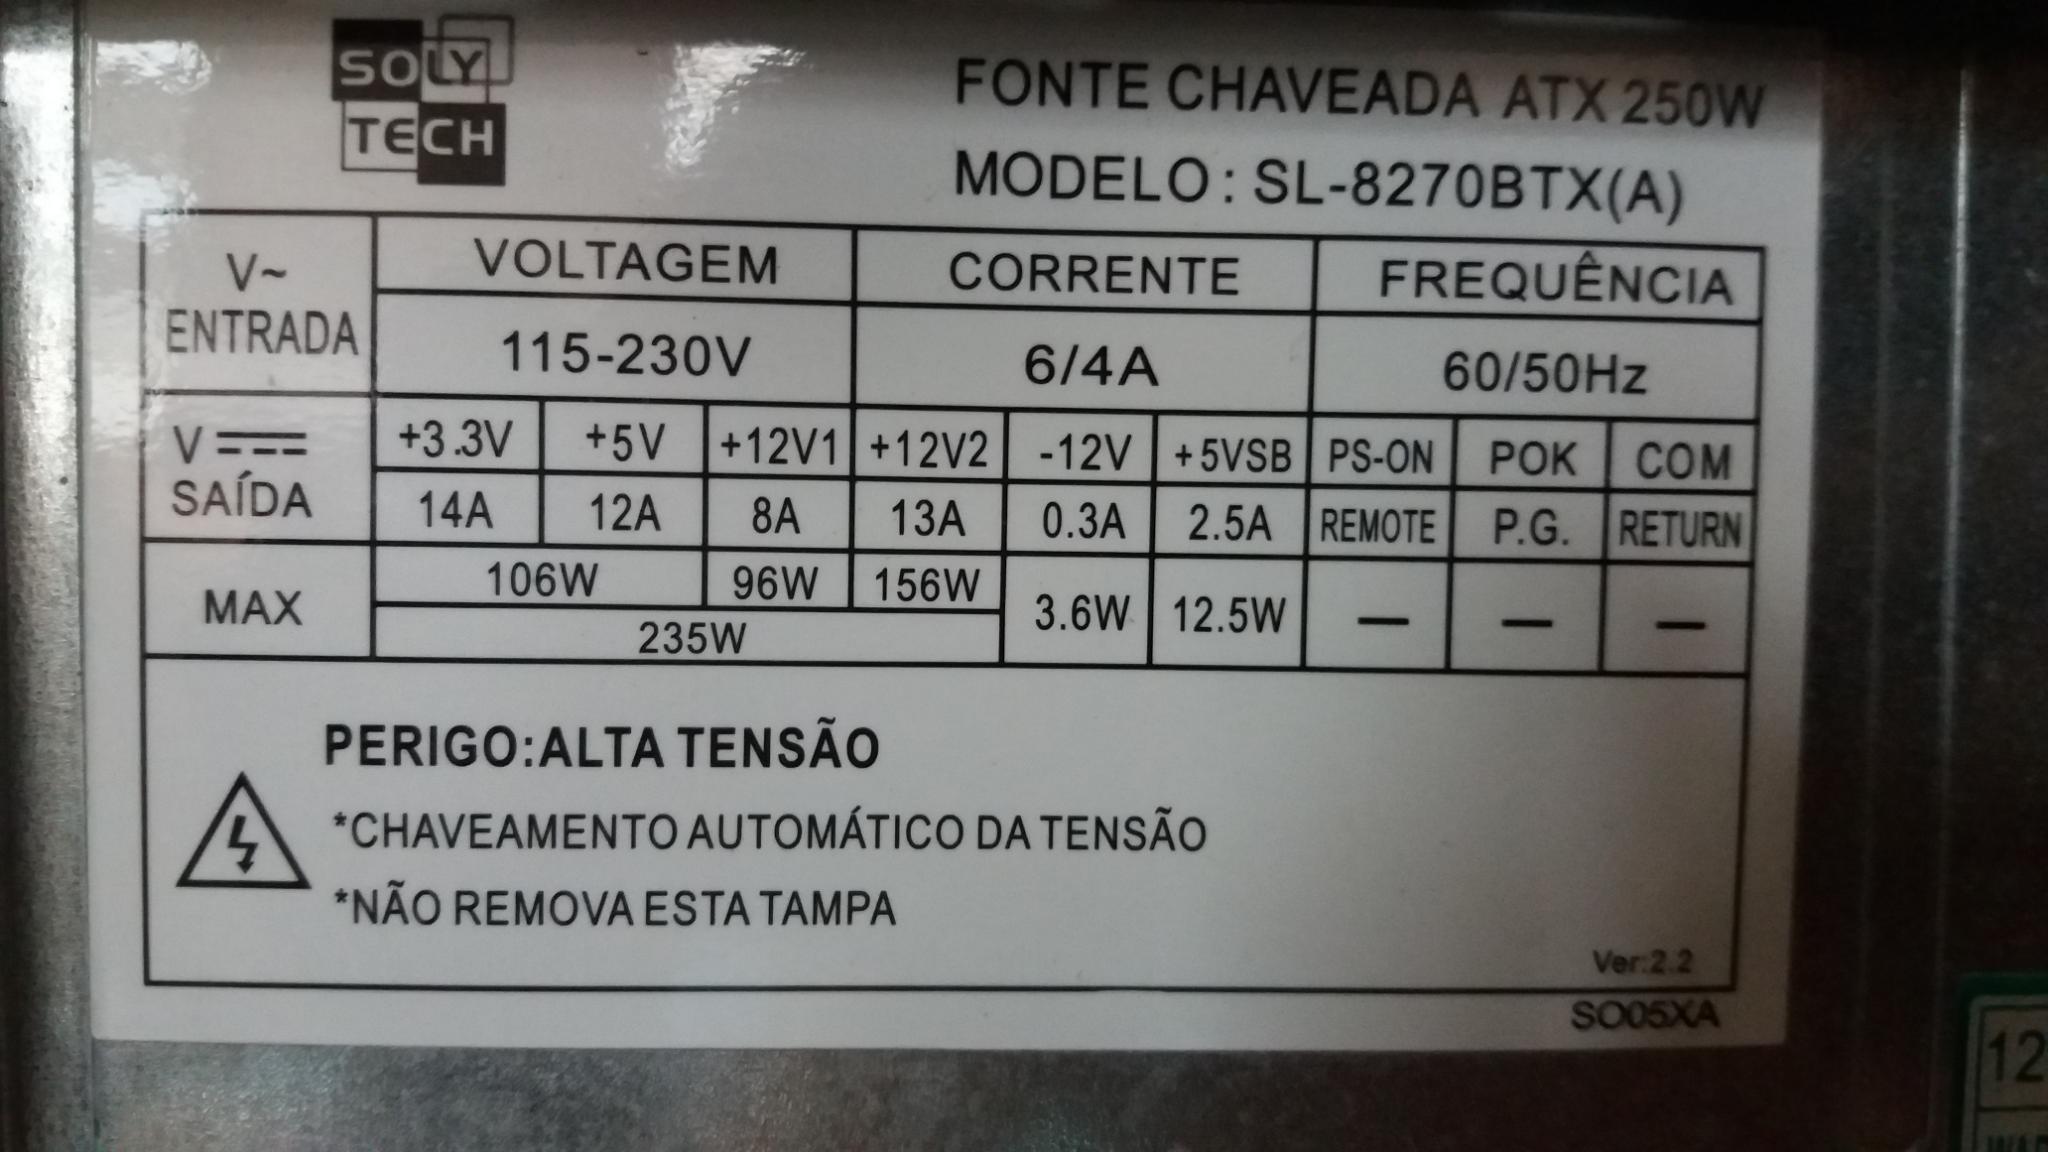 SOLY
TECH
FONTE CHAVEADA ATX 250W
MODELO: SL-8270BTX(A)
V~ ENTRADA
VOLTAGEM CORRENTE FREQUÊNCIA
115-230V 6/4A 60/50Hz
V SAÍDA
+3.3V +5V +12V1 +12V2 -12V +5VSB PS-ON POK COM
14A 12A 8A 13A 0.3A 2.5A REMOTE P.G. RETURN
MAX
106W 96W 156W 3.6W 12.5W — — —
235W
PERIGO:ALTA TENSÃO
*CHAVEAMENTO AUTOMÁTICO DA TENSÃO
*NÃO REMOVA ESTA TAMPA
Ver:2.2
SO05XA
12